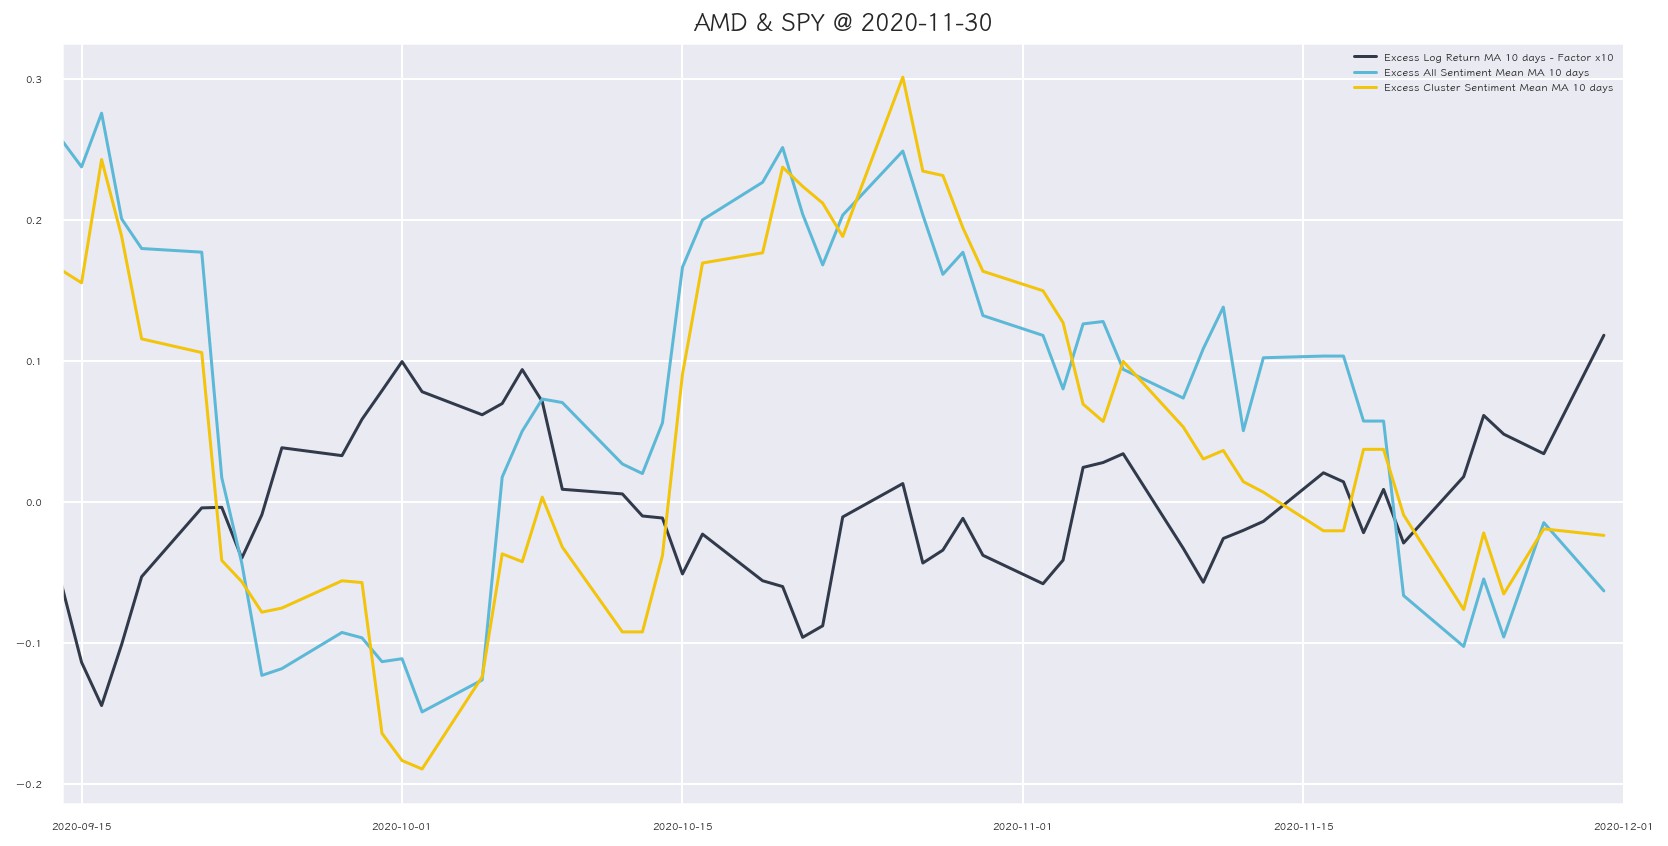 AMD & SPY @ 2020-11-30
Excess Log Return MA 10 days - Factor x10
Excess All Sentiment Mean MA 10 days
Excess Cluster Sentiment Mean MA 10 days
0.3
0.2
0.1
0.0
−0.1
−0.2
2020-09-15 2020-10-01 2020-10-15 2020-11-01 2020-11-15 2020-12-01